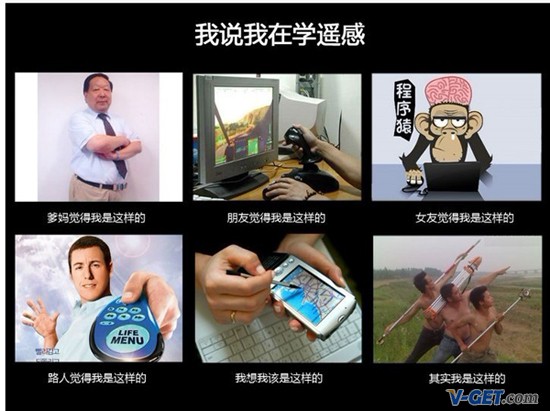 我说我在学遥感
程序猿
爹妈觉得我是这样的
朋友觉得我是这样的
女友觉得我是这样的
LIFE
MENU
路人觉得我是这样的
我想我该是这样的
其实我是这样的
V-GET.com